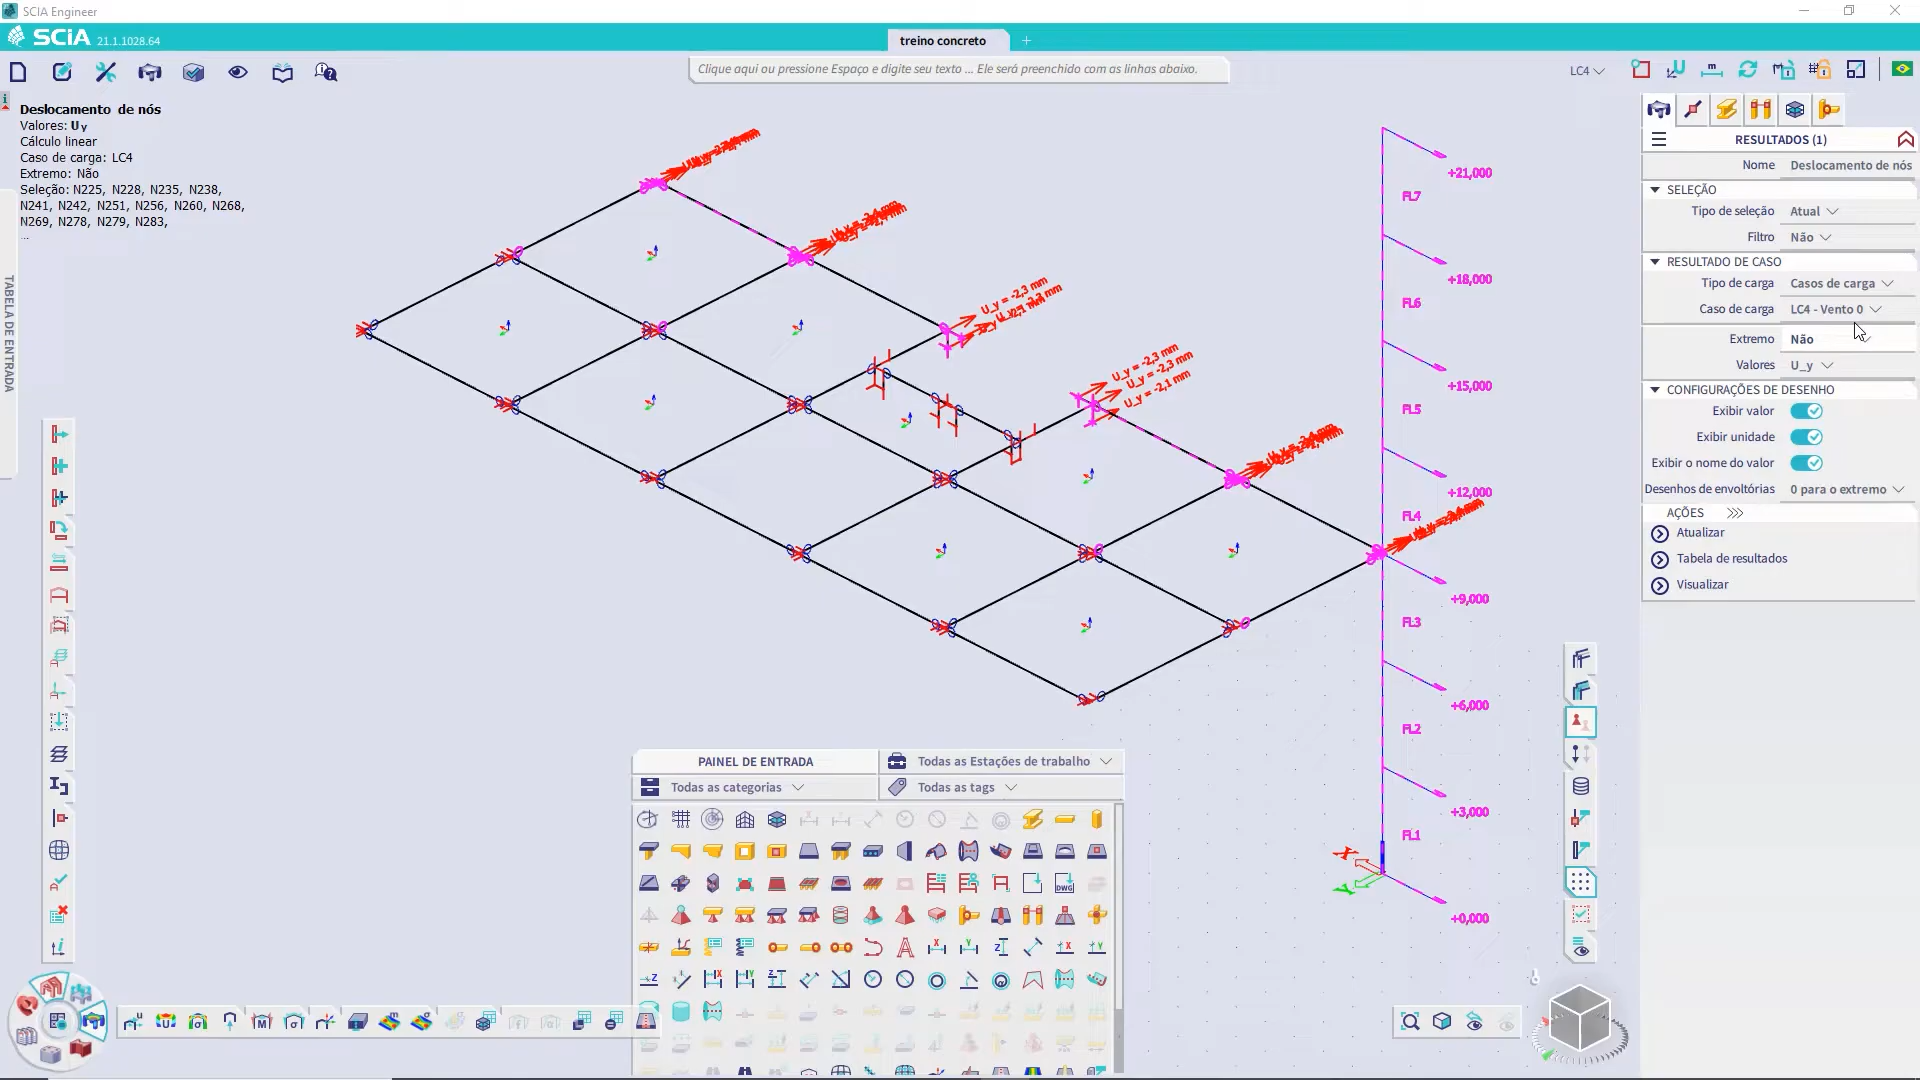 SCIA Engineer
SCiA 21.1.1028.64
treino concreto
Clique aqui ou pressione Espaço e digite seu texto ... Ele será preenchido com as linhas abaixo.
LC4
Deslocamento de nós
Valores: Uy
Cálculo linear
Caso de carga: LC4
Extremo: Não
Seleção: N225, N228, N235, N238,
N241, N242, N251, N256, N260, N268,
N269, N278, N279, N283,
...
TABELA DE ENTRADA
U_y = -2,3 mm
U_y = -2,3 mm
U_y = -2,3 mm
U_y = -2,1 mm
+21,000
FL7
+18,000
FL6
+15,000
FL5
+12,000
FL4
+9,000
FL3
+6,000
FL2
+3,000
FL1
+0,000
X
Y
RESULTADOS (1)
Nome Deslocamento de nós
SELEÇÃO
Tipo de seleção Atual
Filtro Não
RESULTADO DE CASO
Tipo de carga Casos de carga
Caso de carga LC4 - Vento 0
Extremo Não
Valores U_y
CONFIGURAÇÕES DE DESENHO
Exibir valor
Exibir unidade
Exibir o nome do valor
Desenhos de envoltórias 0 para o extremo
AÇÕES >>>
Atualizar
Tabela de resultados
Visualizar
PAINEL DE ENTRADA
Todas as Estações de trabalho
Todas as categorias
Todas as tags
DWG